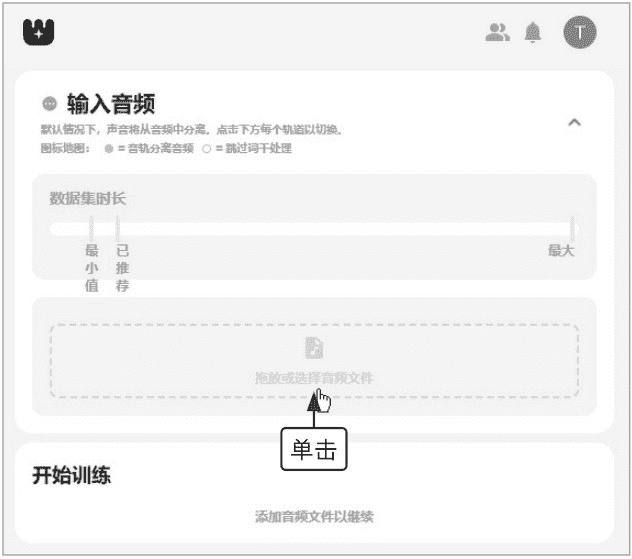 T
输入音频
默认情况下，声音将从音频中分离。点击下方每个轨道以切换。
图标地图： = 音轨分离音频 = 跳过词干处理
数据集时长
最小值
已推荐
最大
拖放或选择音频文件
单击
开始训练
添加音频文件以继续